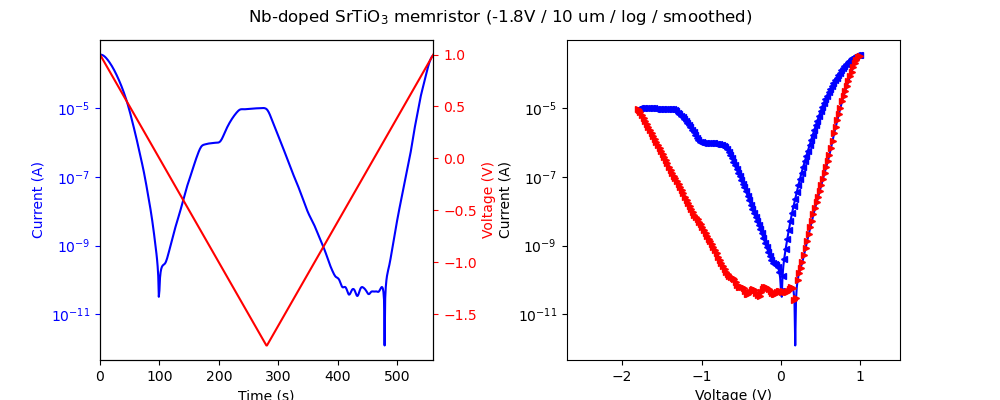 Nb-doped SrTiO₃ memristor (-1.8V / 10 um / log / smoothed)
Current (A)
10⁻⁵
10⁻⁷
10⁻⁹
10⁻¹¹
0 100 200 300 400 500
Time (s)
1.0
0.5
0.0
−0.5
−1.0
−1.5
Voltage (V)
Current (A)
10⁻⁵
10⁻⁷
10⁻⁹
10⁻¹¹
−2 −1 0 1
Voltage (V)